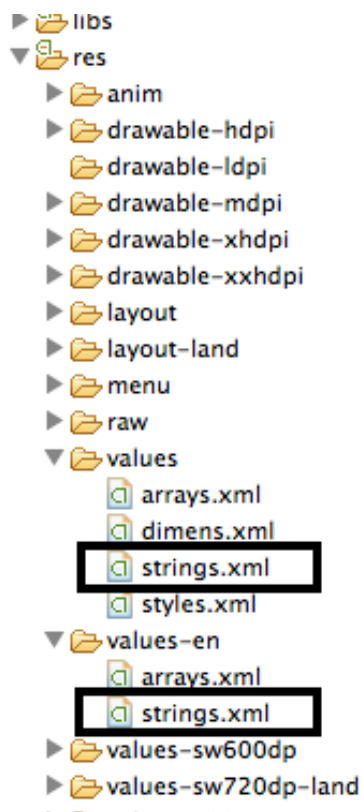 libs
res
anim
drawable-hdpi
drawable-ldpi
drawable-mdpi
drawable-xhdpi
drawable-xxhdpi
layout
layout-land
menu
raw
values
arrays.xml
dimens.xml
strings.xml
styles.xml
values-en
arrays.xml
strings.xml
values-sw600dp
values-sw720dp-land